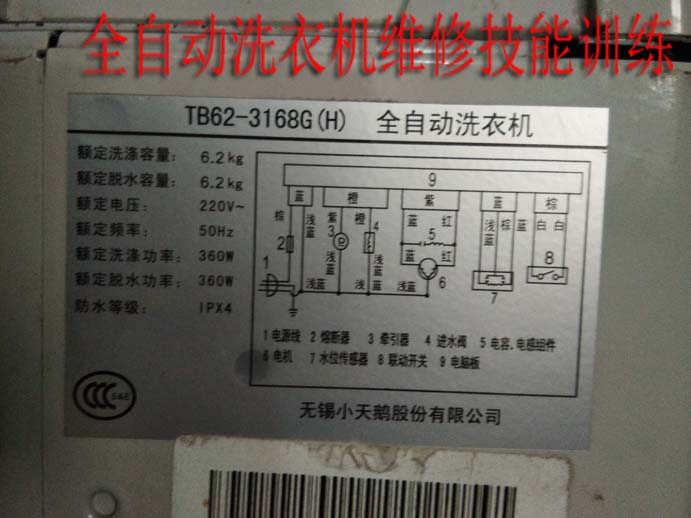 全自动洗衣机维修技能训练
TB62-3168G(H) 全自动洗衣机
额定洗涤容量: 6.2kg
额定脱水容量: 6.2kg
额定电压: 220V~
额定频率: 50Hz
额定洗涤功率: 360W
额定脱水功率: 360W
防水等级: IPX4
9
蓝 橙 紫 蓝 棕
棕 浅蓝 紫 橙 蓝 红 浅蓝 棕 蓝 白 白
2 3 4 5 8
浅蓝 蓝 红
1 浅蓝 浅蓝 浅蓝 6 7
1 电源线 2 熔断器 3 牵引器 4 进水阀 5 电容、电感组件
6 电机 7 水位传感器 8 联动开关 9 电脑板
S&E
无锡小天鹅股份有限公司